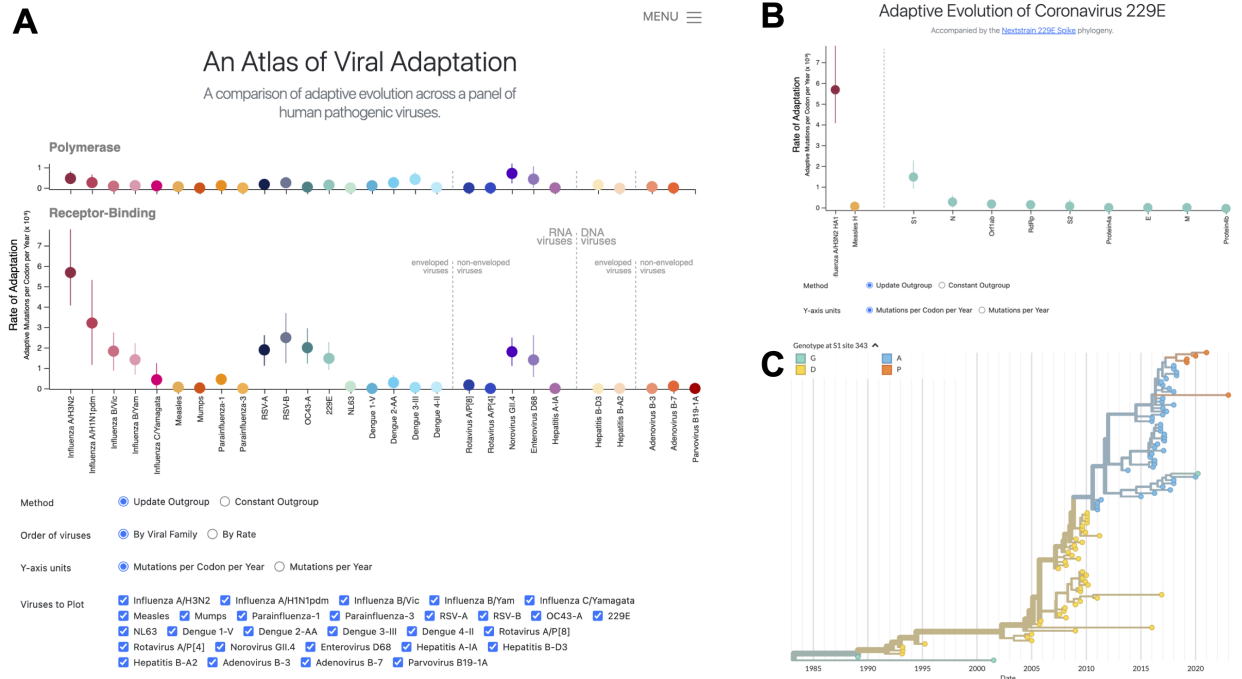 A
MENU
An Atlas of Viral Adaptation
A comparison of adaptive evolution across a panel of
human pathogenic viruses.
Polymerase
1
0
Receptor-Binding
Rate of Adaptation
Adaptive Mutations per Codon per Year (x 10³)
7
6
5
4
3
2
1
0
RNA
viruses
DNA
viruses
enveloped
viruses
non-enveloped
viruses
enveloped
viruses
non-enveloped
viruses
Influenza A/H3N2
Influenza A/H1N1pdm
Influenza B/Vic
Influenza B/Yam
Influenza C/Yamagata
Measles
Mumps
Parainfluenza-1
Parainfluenza-3
RSV-A
RSV-B
OC43-A
229E
NL63
Dengue 1-V
Dengue 2-AA
Dengue 3-III
Dengue 4-II
Rotavirus A/P[8]
Rotavirus A/P[4]
Norovirus GII.4
Enterovirus D68
Hepatitis A-IA
Hepatitis B-D3
Hepatitis B-A2
Adenovirus B-3
Adenovirus B-7
Parvovirus B19-1A
Method
Update Outgroup Constant Outgroup
Order of viruses
By Viral Family By Rate
Y-axis units
Mutations per Codon per Year Mutations per Year
Viruses to Plot
Influenza A/H3N2 Influenza A/H1N1pdm Influenza B/Vic Influenza B/Yam Influenza C/Yamagata
Measles Mumps Parainfluenza-1 Parainfluenza-3 RSV-A RSV-B OC43-A 229E
NL63 Dengue 1-V Dengue 2-AA Dengue 3-III Dengue 4-II Rotavirus A/P[8]
Rotavirus A/P[4] Norovirus GII.4 Enterovirus D68 Hepatitis A-IA Hepatitis B-D3
Hepatitis B-A2 Adenovirus B-3 Adenovirus B-7 Parvovirus B19-1A
B
Adaptive Evolution of Coronavirus 229E
Accompanied by the Nextstrain 229E Spike phylogeny.
Rate of Adaptation
Adaptive Mutations per Codon per Year (x 10³)
7
6
5
4
3
2
1
0
fluenza A/H3N2 HA1
Measles H
S1
N
Orf1ab
RdRp
S2
Protein4a
E
M
Protein4b
Method
Update Outgroup Constant Outgroup
Y-axis units
Mutations per Codon per Year Mutations per Year
C
Genotype at S1 site 343
G A
D P
1985 1990 1995 2000 2005 2010 2015 2020
Date